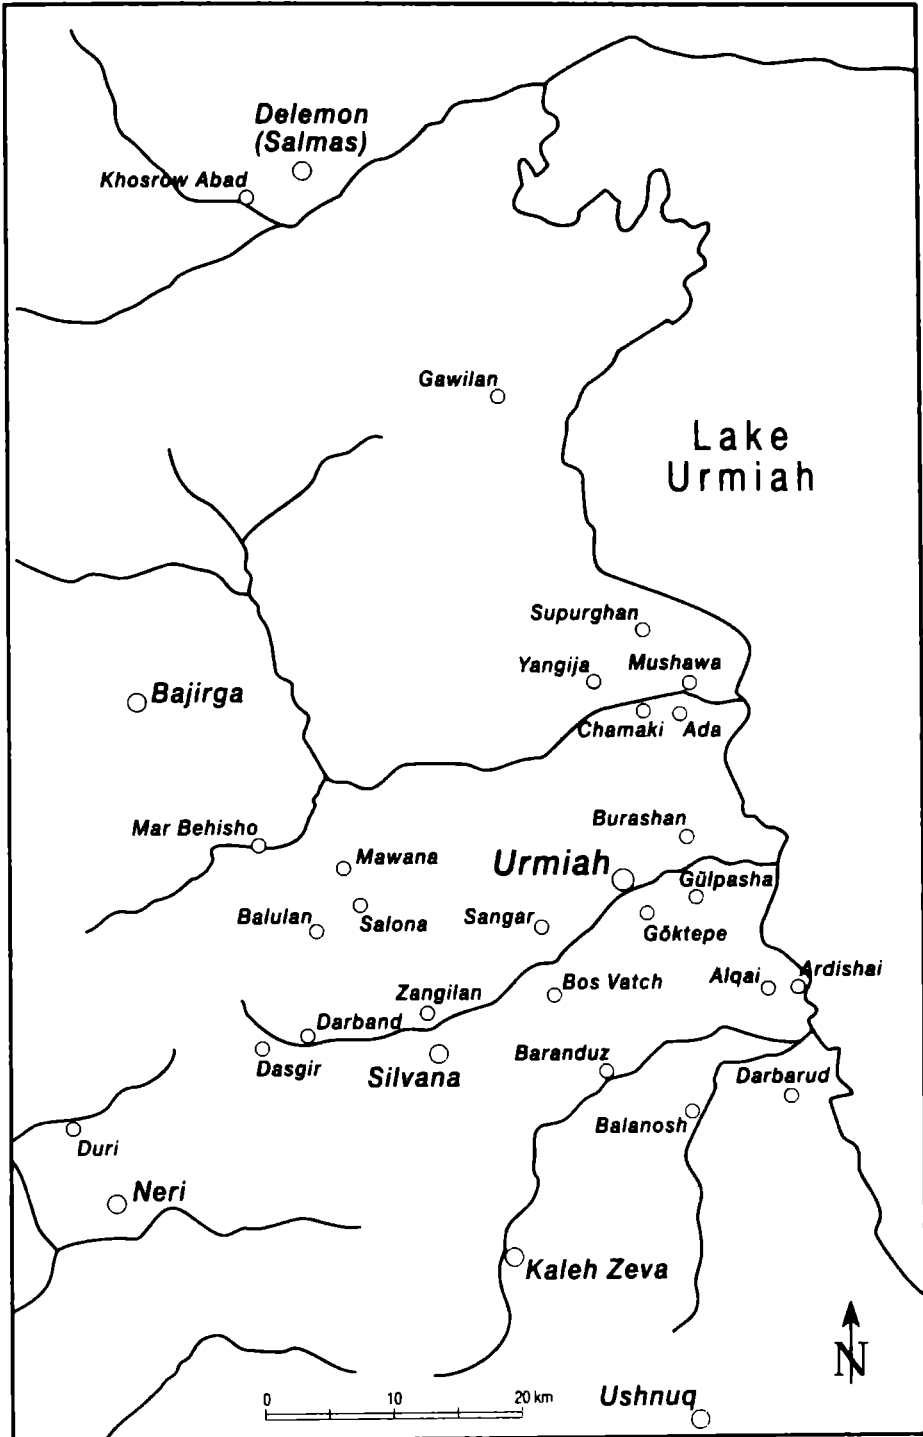 Delemon
(Salmas)
Khosrow Abad
Gawilan
Lake
Urmiah
Supurghan
Yangija
Mushawa
Bajirga
Chamaki
Ada
Burashan
Mar Behisho
Mawana
Urmiah
Gülpasha
Balulan
Salona
Sangar
Göktepe
Alqai
Ardishai
Zangilan
Bos Vatch
Darband
Dasgir
Silvana
Baranduz
Darbarud
Balanosh
Duri
Neri
Kaleh Zeva
N
0 10 20 km
Ushnuq